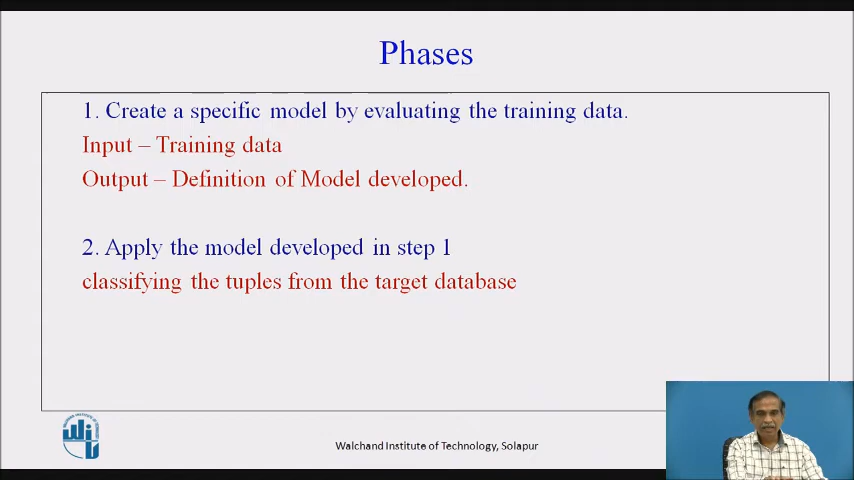 Phases
1. Create a specific model by evaluating the training data.
Input – Training data
Output – Definition of Model developed.
2. Apply the model developed in step 1
classifying the tuples from the target database
Walchand Institute of Technology, Solapur